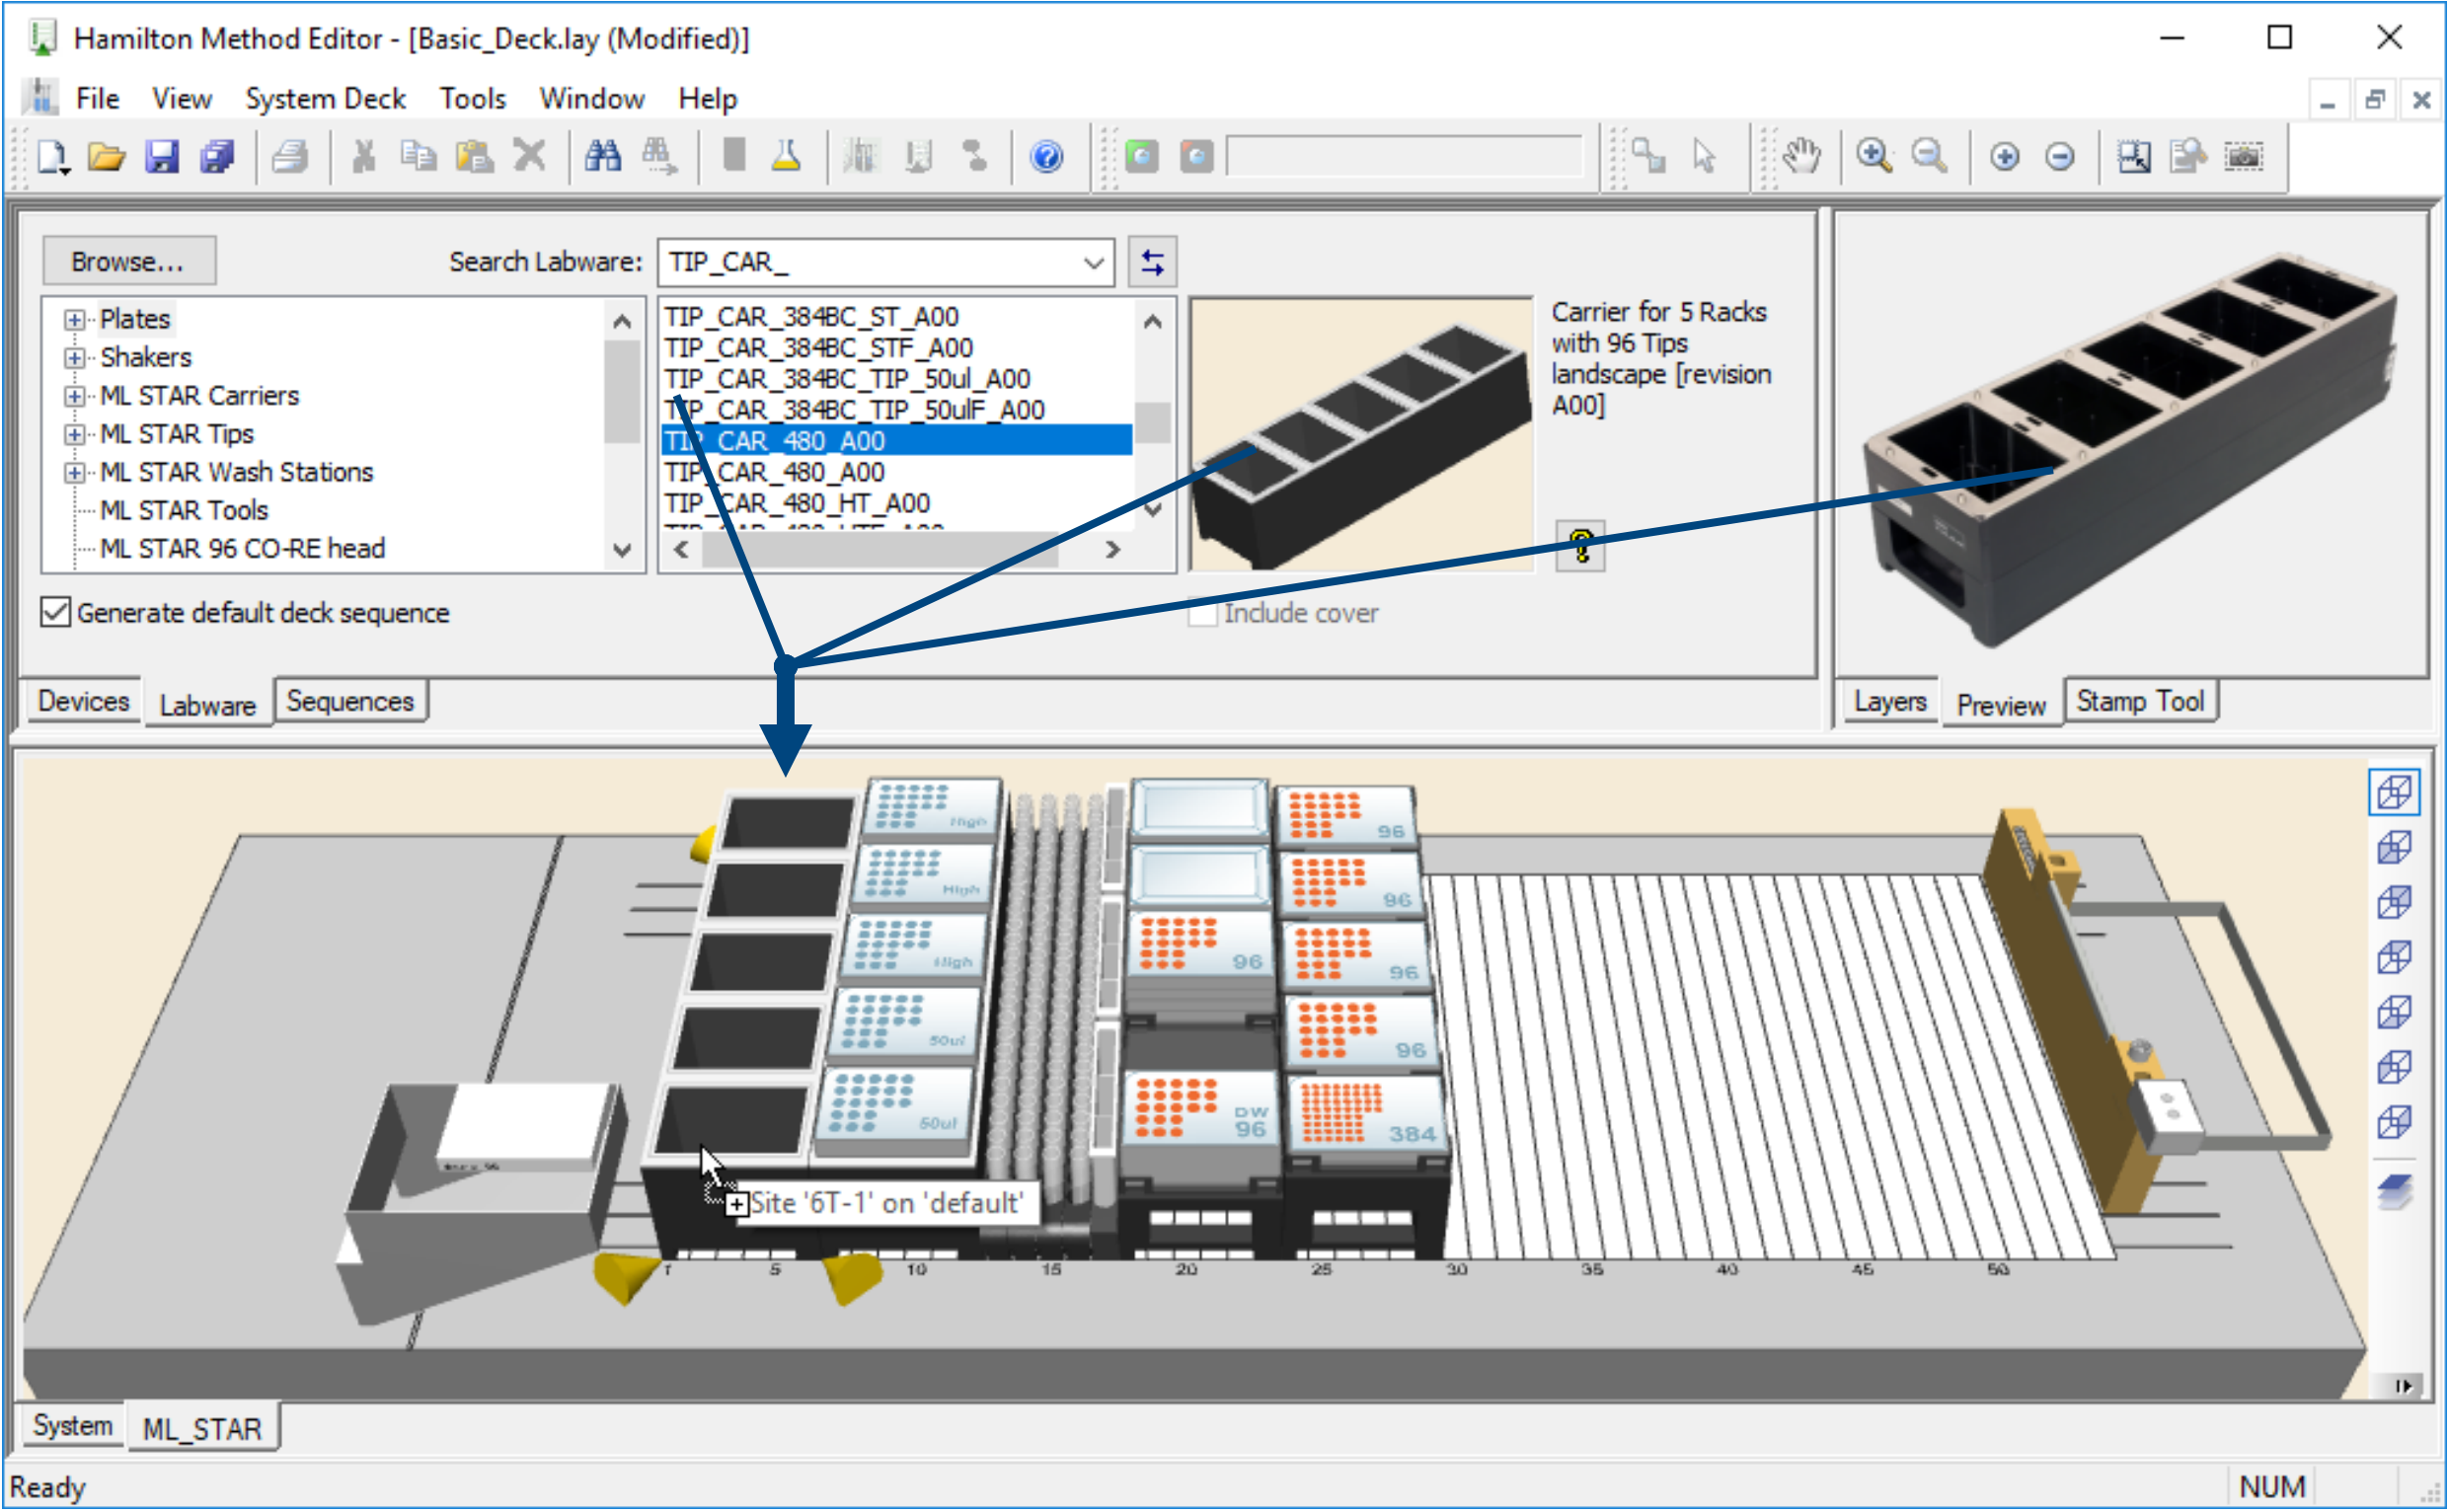 Hamilton Method Editor - [Basic_Deck.lay (Modified)]
File View System Deck Tools Window Help
Browse...
Search Labware: TIP_CAR_
Plates
Shakers
ML STAR Carriers
ML STAR Tips
ML STAR Wash Stations
ML STAR Tools
ML STAR 96 CO-RE head
TIP_CAR_384BC_ST_A00
TIP_CAR_384BC_STF_A00
TIP_CAR_384BC_TIP_50ul_A00
TIP_CAR_384BC_TIP_50ulF_A00
TIP_CAR_480_A00
TIP_CAR_480_A00
TIP_CAR_480_HT_A00
Carrier for 5 Racks
with 96 Tips
landscape [revision
A00]
Generate default deck sequence
Include cover
Devices Labware Sequences
Layers Preview Stamp Tool
High
High
High
50ul
50ul
96
DW
96
96
96
96
96
384
Site '6T-1' on 'default'
1 5 10 15 20 25 30 35 40 45 50
System ML_STAR
Ready
NUM